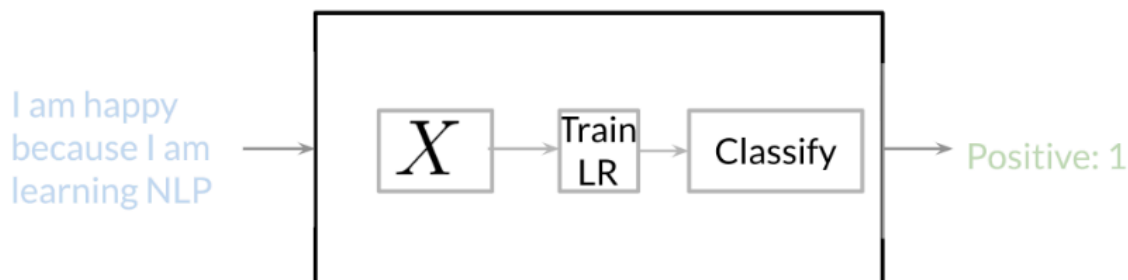 I am happy
because I am
learning NLP
X
Train
LR
Classify
Positive: 1